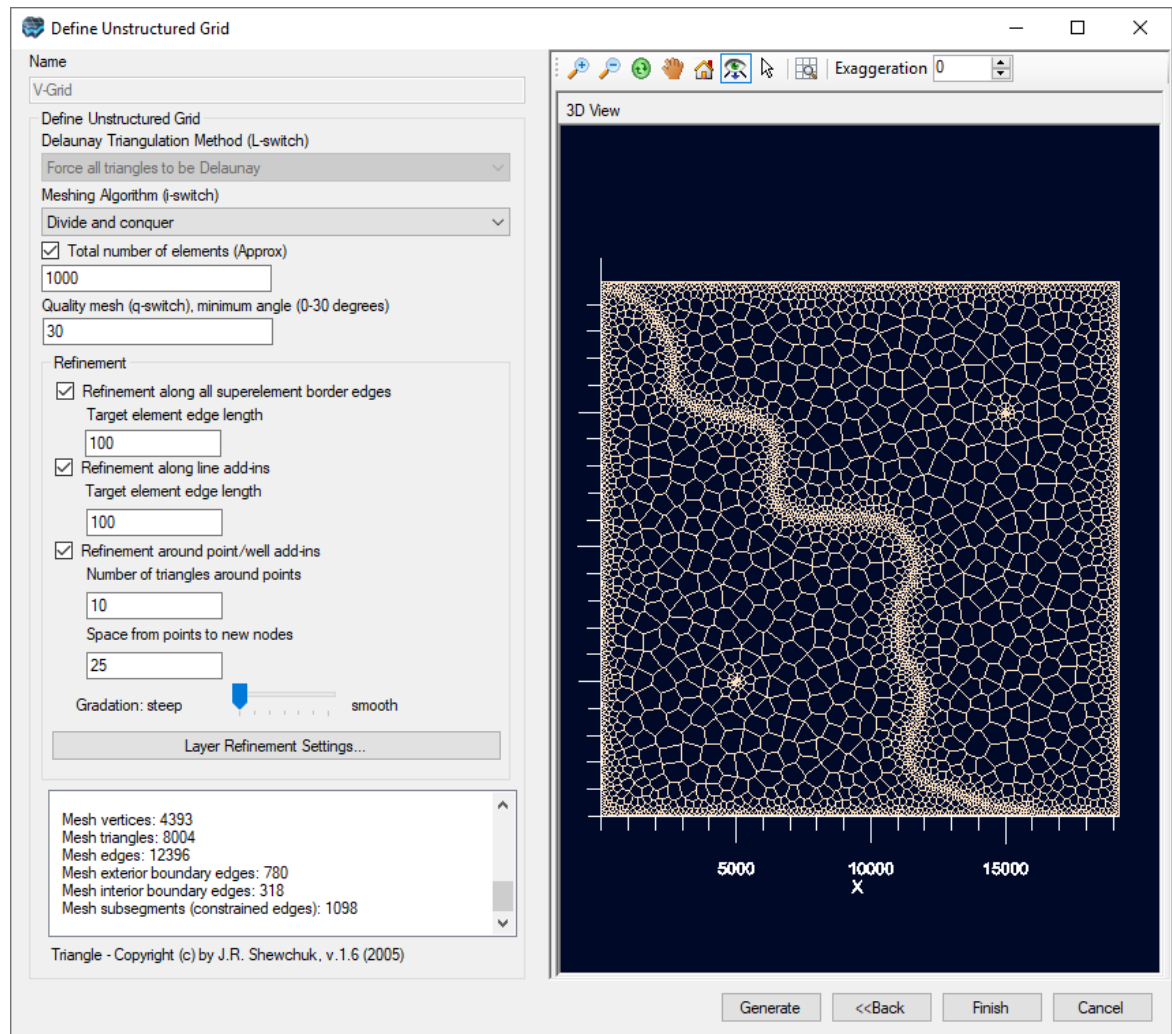 Define Unstructured Grid
Name
V-Grid
Define Unstructured Grid
Delaunay Triangulation Method (L-switch)
Force all triangles to be Delaunay
Meshing Algorithm (i-switch)
Divide and conquer
Total number of elements (Approx)
1000
Quality mesh (q-switch), minimum angle (0-30 degrees)
30
Refinement
Refinement along all superelement border edges
Target element edge length
100
Refinement along line add-ins
Target element edge length
100
Refinement around point/well add-ins
Number of triangles around points
10
Space from points to new nodes
25
Gradation: steep smooth
Layer Refinement Settings...
Mesh vertices: 4393
Mesh triangles: 8004
Mesh edges: 12396
Mesh exterior boundary edges: 780
Mesh interior boundary edges: 318
Mesh subsegments (constrained edges): 1098
Triangle - Copyright (c) by J.R. Shewchuk, v.1.6 (2005)
Exaggeration 0
3D View
5000 10000 15000
X
Generate <<Back Finish Cancel